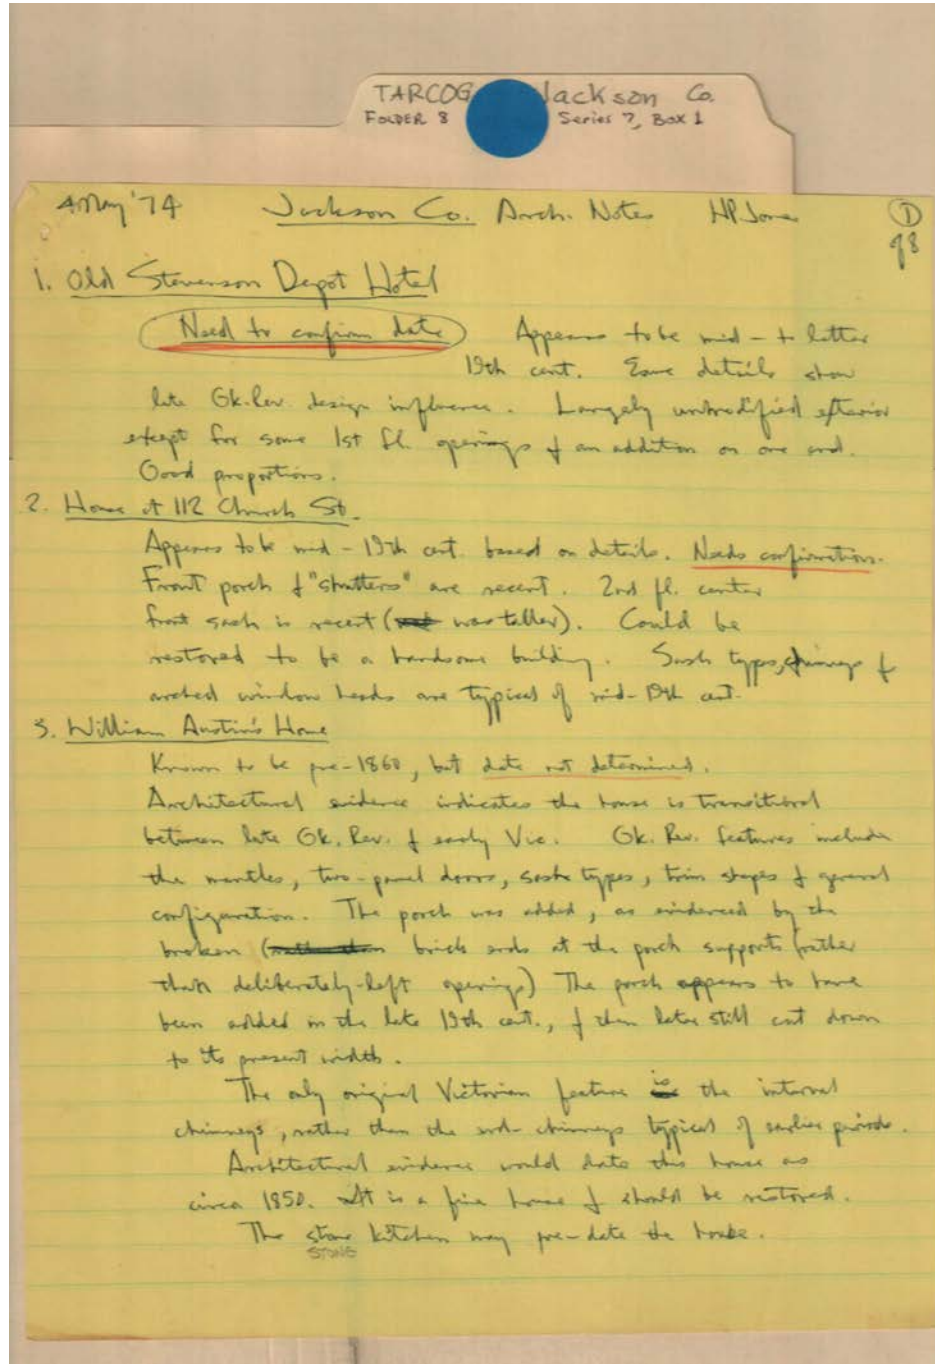 TARCOG Jackson Co.
FOLDER 8 Series 7, Box 1
4 May '74 Jackson Co. Arch. Notes HP Jones 1
of 8
1. Old Stevenson Depot Hotel
Need to confirm date Appears to be mid- to latter
19th cent. Some details show
late Gk. Rev. design influence. Largely unmodified exterior
except for some 1st fl. openings & an addition on one end.
Good proportions.
2. House at 112 Church St.
Appears to be mid-19th cent. based on details. Needs confirmation.
Front porch & "shutters" are recent. 2nd fl. center
front sash is recent (was taller). Could be
restored to be a handsome building. Sash types, chimneys &
arched window heads are typical of mid-19th cent.
3. William Austin's Home
Known to be pre-1860, but date not determined.
Architectural evidence indicates the house is transitional
between late Gk. Rev. & early Vic. Gk. Rev. features include
the mantles, two-panel doors, sash types, trim shapes & general
configuration. The porch was added, as evidenced by the
broken brick ends at the porch supports (rather
than deliberately-left openings) The porch appears to have
been added in the late 19th cent., & then later still cut down
to its present width.
The only original Victorian feature is the internal
chimneys, rather than the end-chimneys typical of earlier periods.
Architectural evidence would date this house as
circa 1850. It is a fine house & should be restored.
The stone kitchen may pre-date the house.
STONE